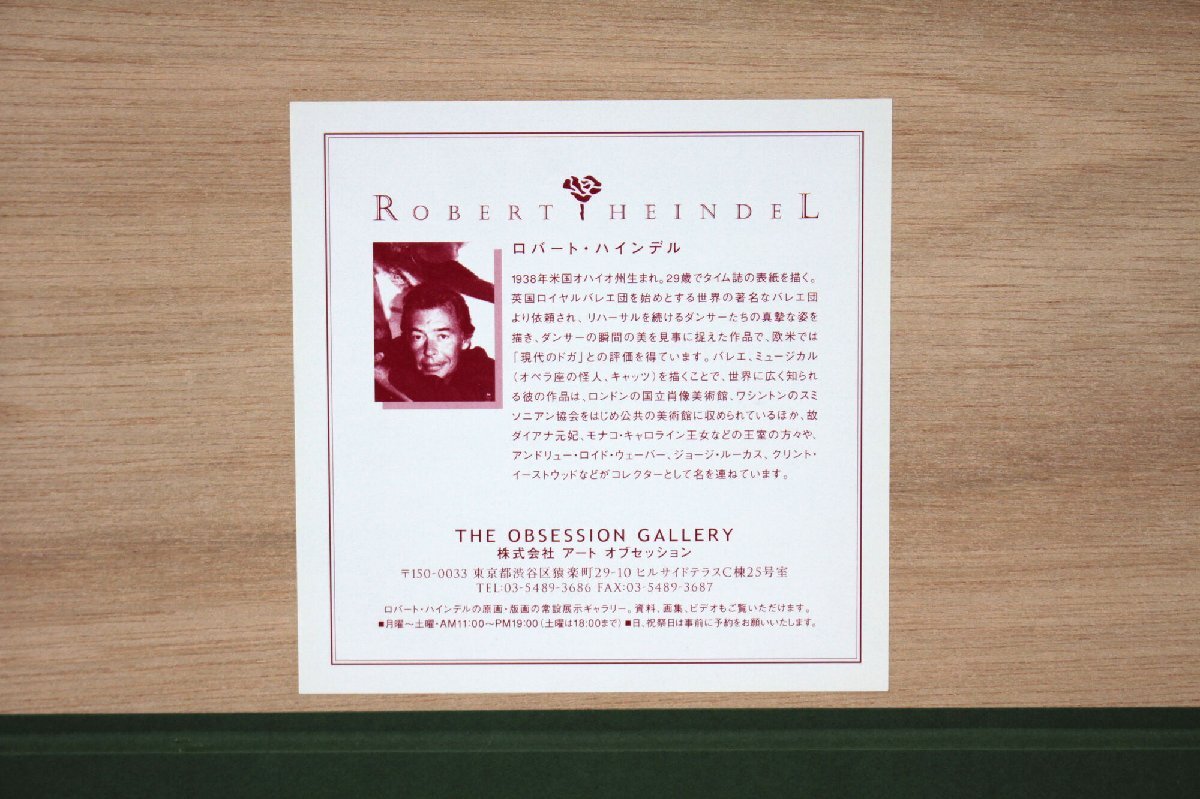 ROBERT HEINDEL
ロバート・ハインデル
1938年米国オハイオ州生まれ。29歳でタイム誌の表紙を描く。
英国ロイヤルバレエ団を始めとする世界の著名なバレエ団
より依頼され、リハーサルを続けるダンサーたちの真摯な姿を
描き、ダンサーの瞬間の美を見事に捉えた作品で、欧米では
「現代のドガ」との評価を得ています。バレエ、ミュージカル
（オペラ座の怪人、キャッツ）を描くことで、世界に広く知られ
る彼の作品は、ロンドンの国立肖像美術館、ワシントンのスミ
ソニアン協会をはじめ公共の美術館に収められているほか、故
ダイアナ元妃、モナコ・キャロライン王女などの王室の方々や、
アンドリュー・ロイド・ウェーバー、ジョージ・ルーカス、クリント・
イーストウッドなどがコレクターとして名を連ねています。
THE OBSESSION GALLERY
株式会社 アート オブセッション
〒150-0033 東京都渋谷区猿楽町29-10 ヒルサイドテラスC棟25号室
TEL:03-5489-3686 FAX:03-5489-3687
ロバート・ハインデルの原画・版画の常設展示ギャラリー。資料、画集、ビデオもご覧いただけます。
■月曜～土曜・AM11:00～PM19:00（土曜は18:00まで）■日、祝祭日は事前に予約をお願いいたします。